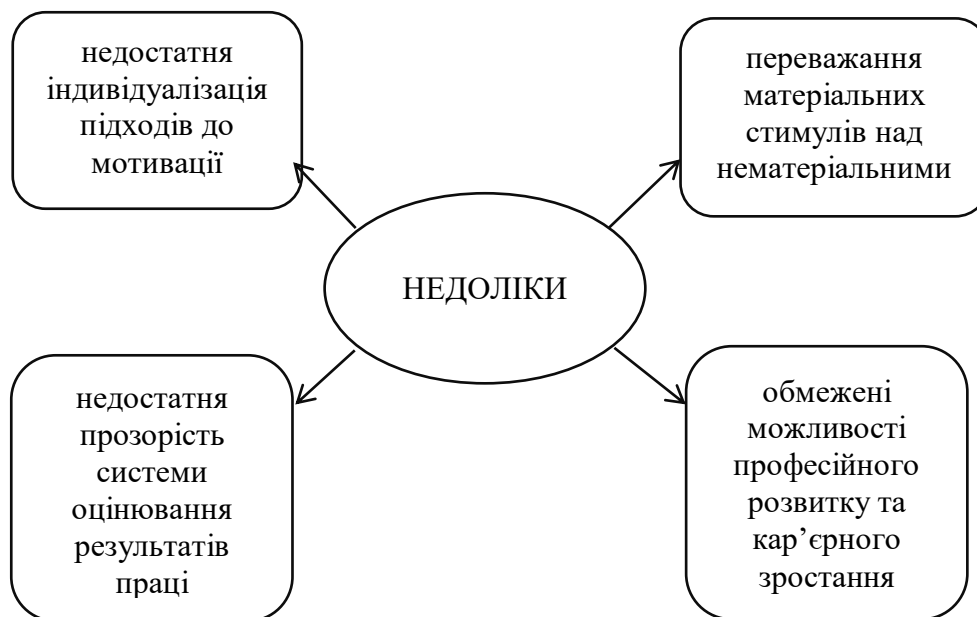 недостатня
індивідуалізація
підходів до
мотивації
переважання
матеріальних
стимулів над
нематеріальними
НЕДОЛІКИ
недостатня
прозорість
системи
оцінювання
результатів
праці
обмежені
можливості
професійного
розвитку та
кар’єрного
зростання